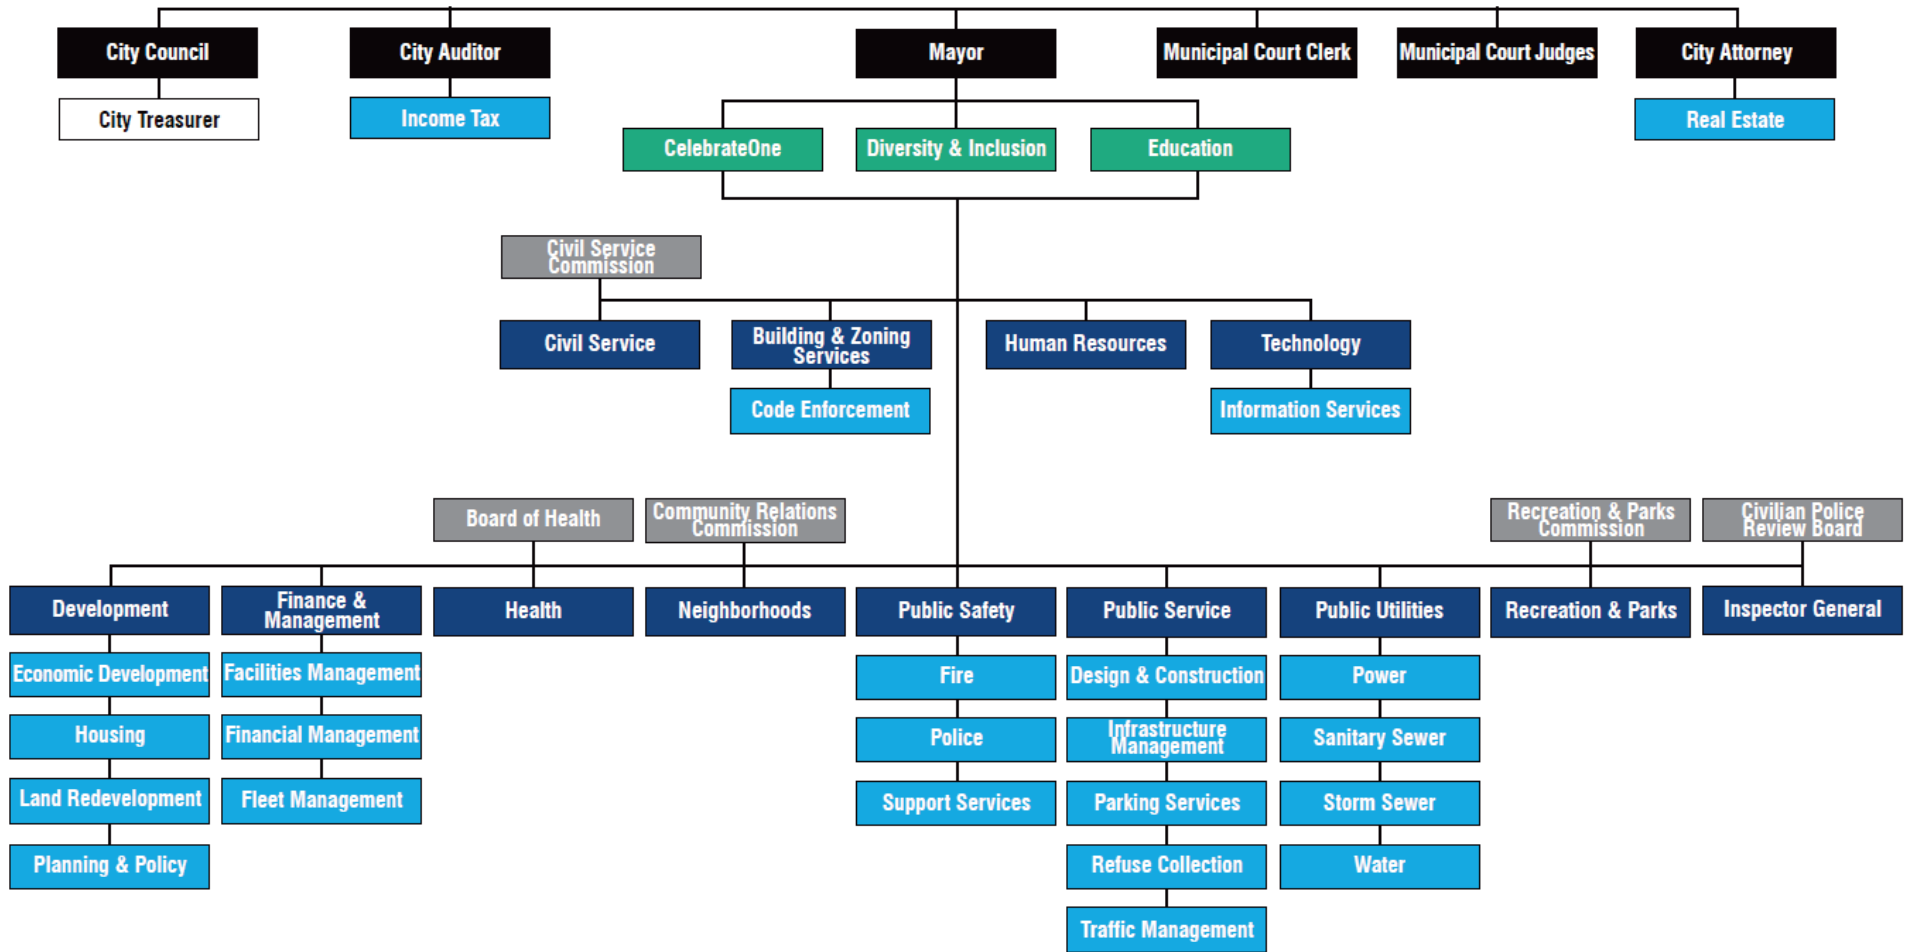 City Council
City Auditor
Mayor
Municipal Court Clerk
Municipal Court Judges
City Attorney
City Treasurer
Income Tax
Real Estate
CelebrateOne
Diversity & Inclusion
Education
Civil Service
Commission
Civil Service
Building & Zoning
Services
Human Resources
Technology
Code Enforcement
Information Services
Board of Health
Community Relations
Commission
Recreation & Parks
Commission
Civilian Police
Review Board
Development
Finance &
Management
Health
Neighborhoods
Public Safety
Public Service
Public Utilities
Recreation & Parks
Inspector General
Economic Development
Facilities Management
Fire
Design & Construction
Power
Housing
Financial Management
Police
Infrastructure
Management
Sanitary Sewer
Land Redevelopment
Fleet Management
Support Services
Parking Services
Storm Sewer
Planning & Policy
Refuse Collection
Water
Traffic Management